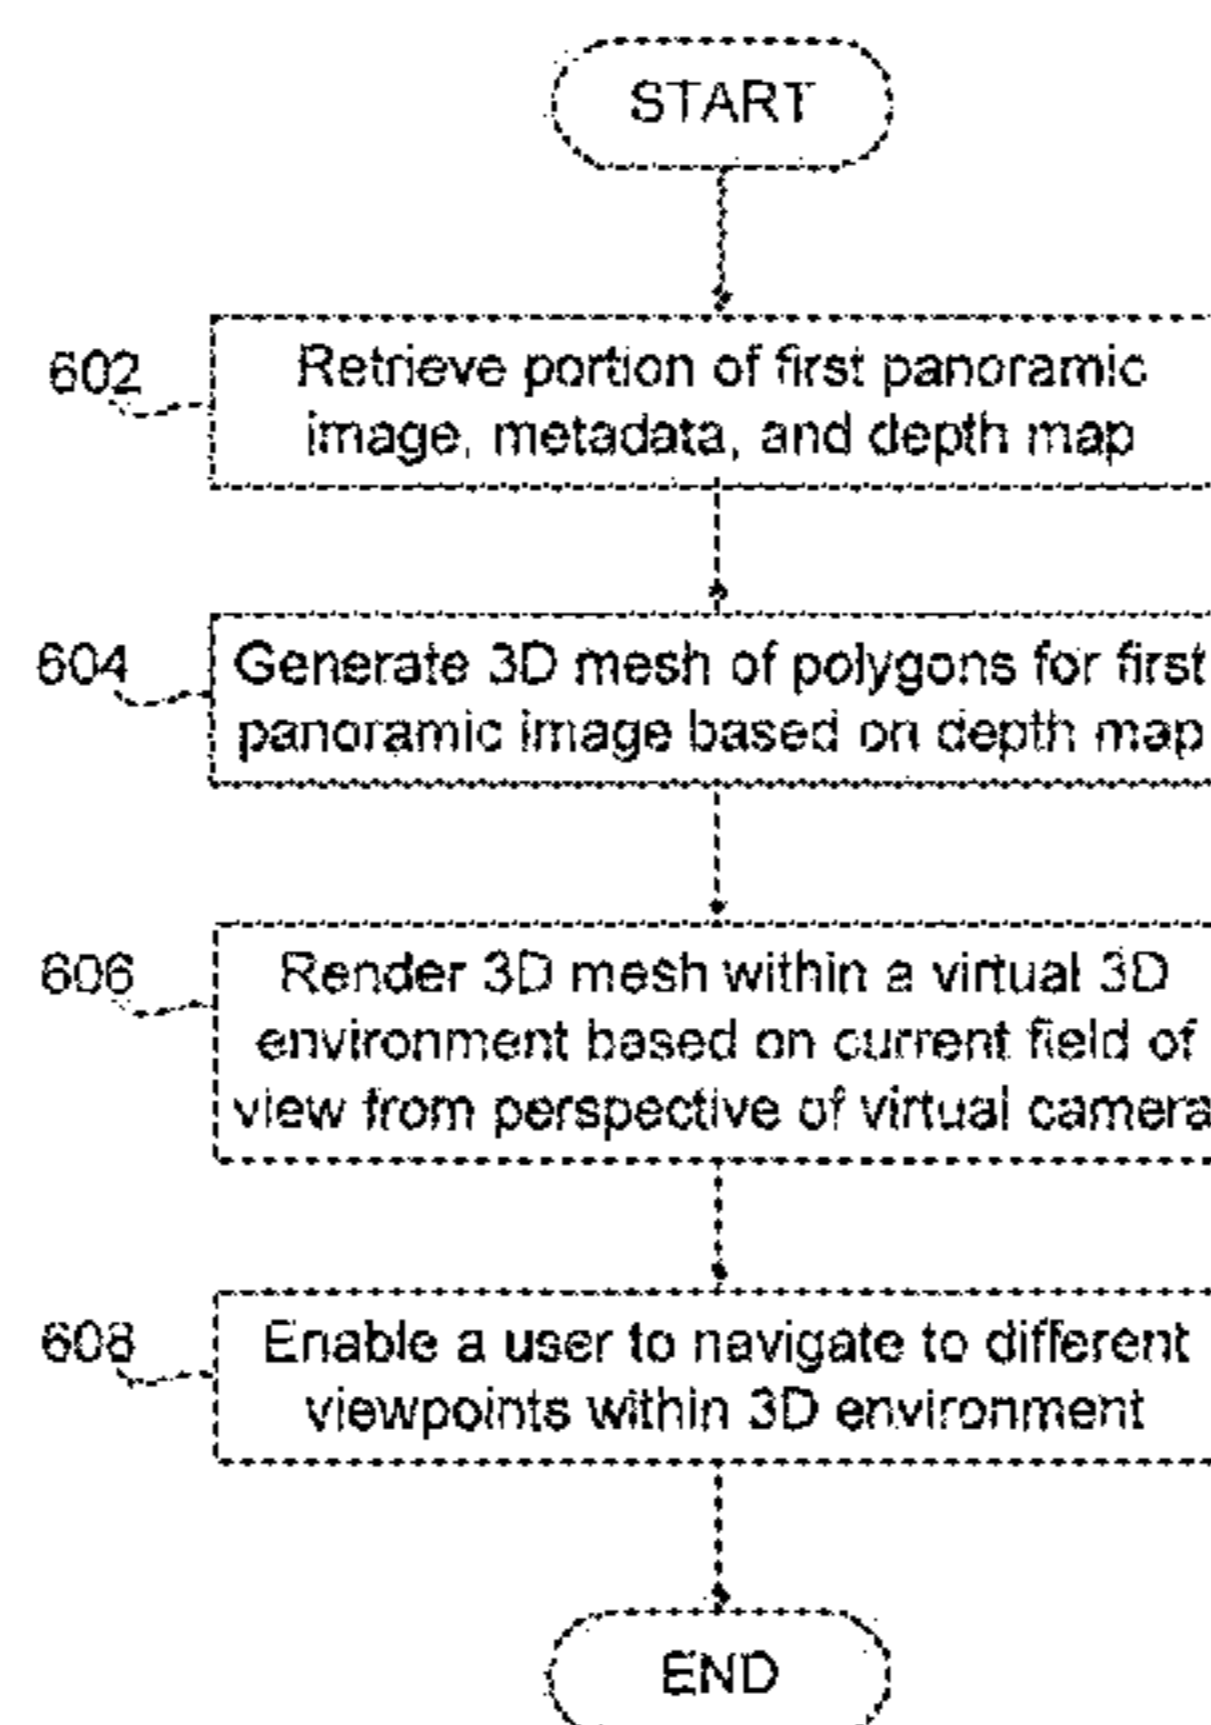 START
602
Retrieve portion of first panoramic
image, metadata, and depth map
604
Generate 3D mesh of polygons for first
panoramic image based on depth map
606
Render 3D mesh within a virtual 3D
environment based on current field of
view from perspective of virtual camera
608
Enable a user to navigate to different
viewpoints within 3D environment
END